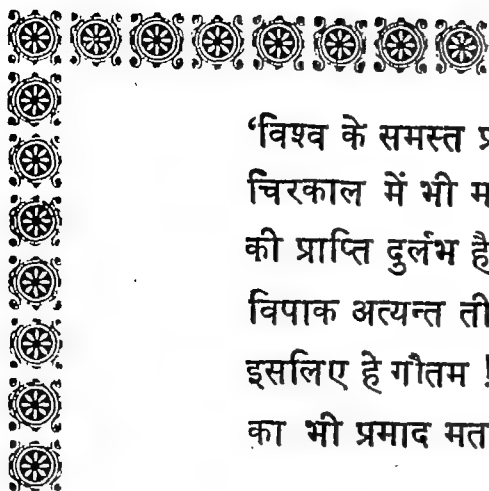 ‘विश्व के समस्त प्र
चिरकाल में भी म
की प्राप्ति दुर्लभ है
विपाक अत्यन्त ती
इसलिए हे गौतम !
का भी प्रमाद मत